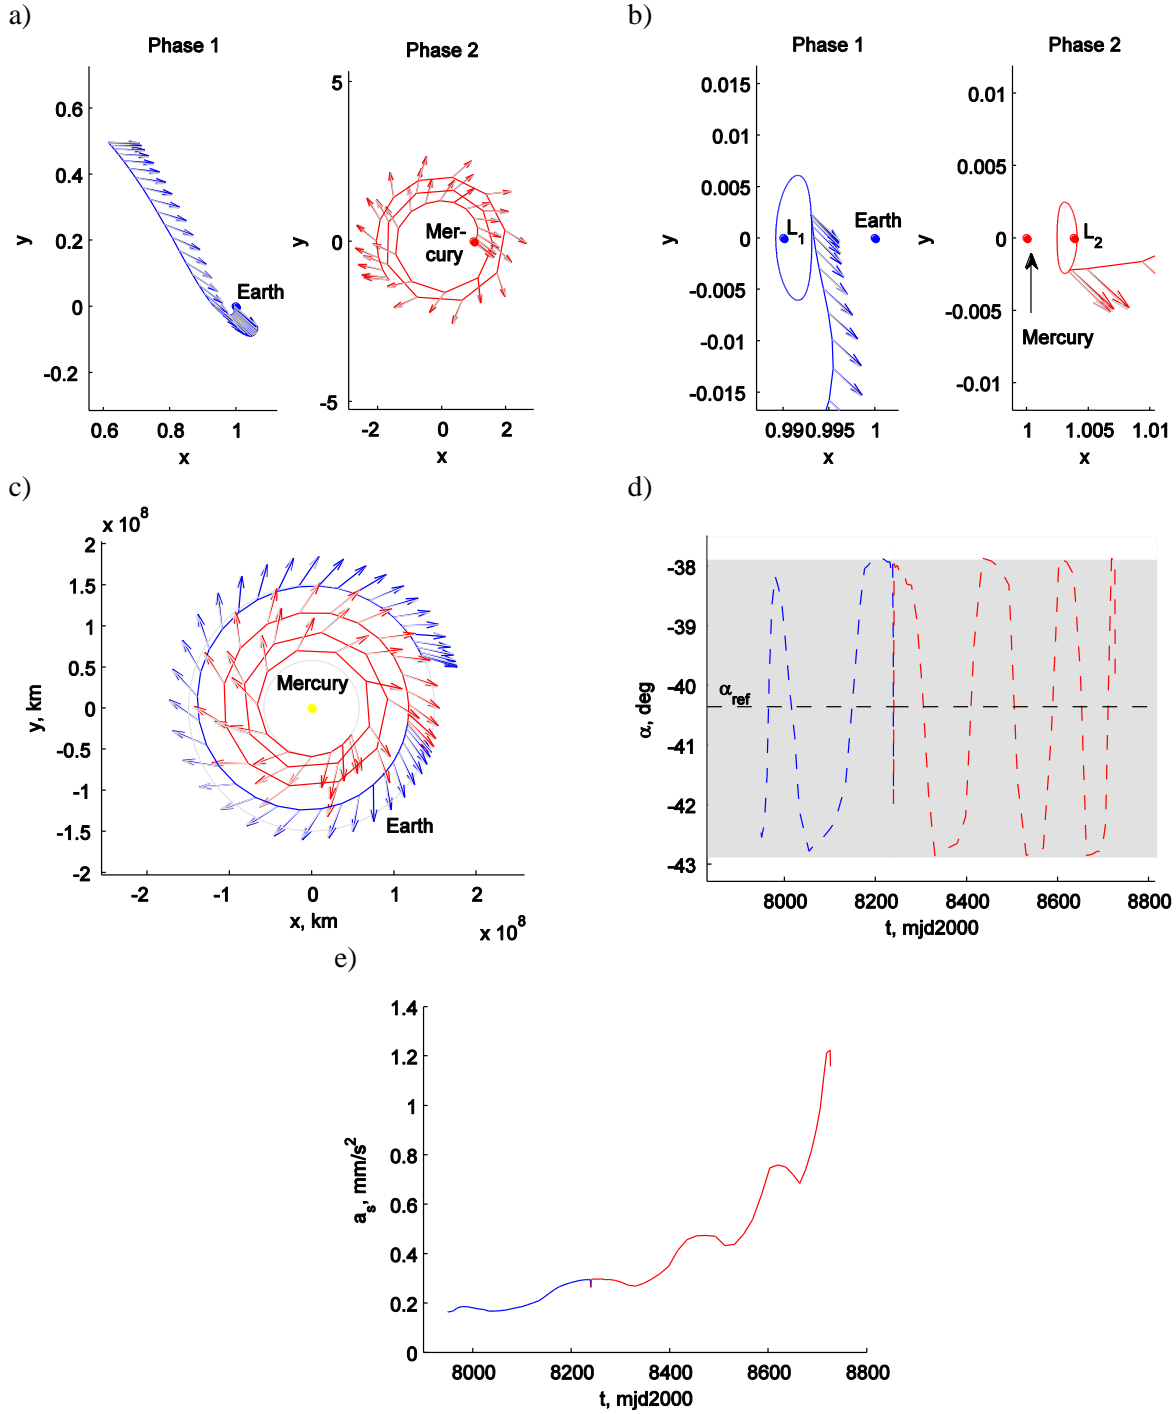 a)
Phase 1
0.6
0.4
0.2
0
-0.2
y
0.6
0.8
1
x
Earth
Phase 2
5
0
-5
y
-2
0
2
x
Mer-
cury
b)
Phase 1
0.015
0.01
0.005
0
-0.005
-0.01
-0.015
y
0.99
0.995
1
x
L1
Earth
Phase 2
0.01
0.005
0
-0.005
-0.01
y
1
1.005
1.01
x
L2
Mercury
c)
x 10^8
2
1.5
1
0.5
0
-0.5
-1
-1.5
-2
y, km
-2
0
2
x, km
x 10^8
Mercury
Earth
d)
-38
-39
-40
-41
-42
-43
α, deg
αref
8000
8200
8400
8600
8800
t, mjd2000
e)
1.4
1.2
1
0.8
0.6
0.4
0.2
0
as, mm/s²
8000
8200
8400
8600
8800
t, mjd2000